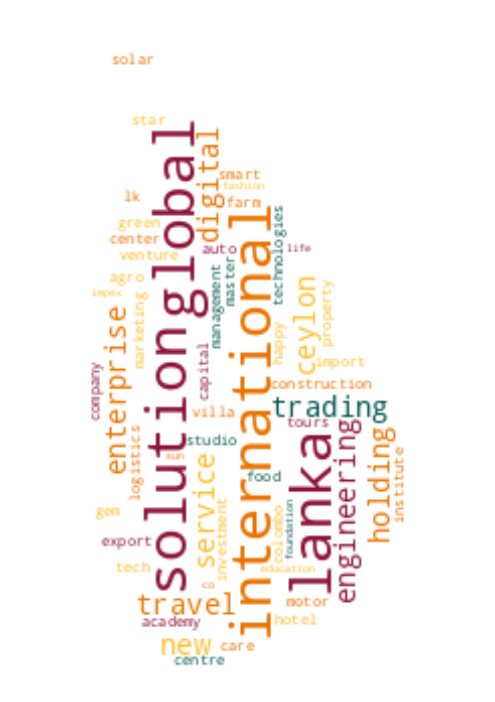 solar
star
global
digital
smart
fashion
lk
farm
international
technologies
green
center
auto
life
venture
management
master
agro
ceylon
property
impex
marketing
enterprise
solution
happy
capital
import
company
construction
trading
villa
tours
lanka
engineering
holding
logistics
studio
institute
sun
service
food
gem
investment
colombo
foundation
export
tech
education
co
travel
motor
academy
hotel
new
care
centre